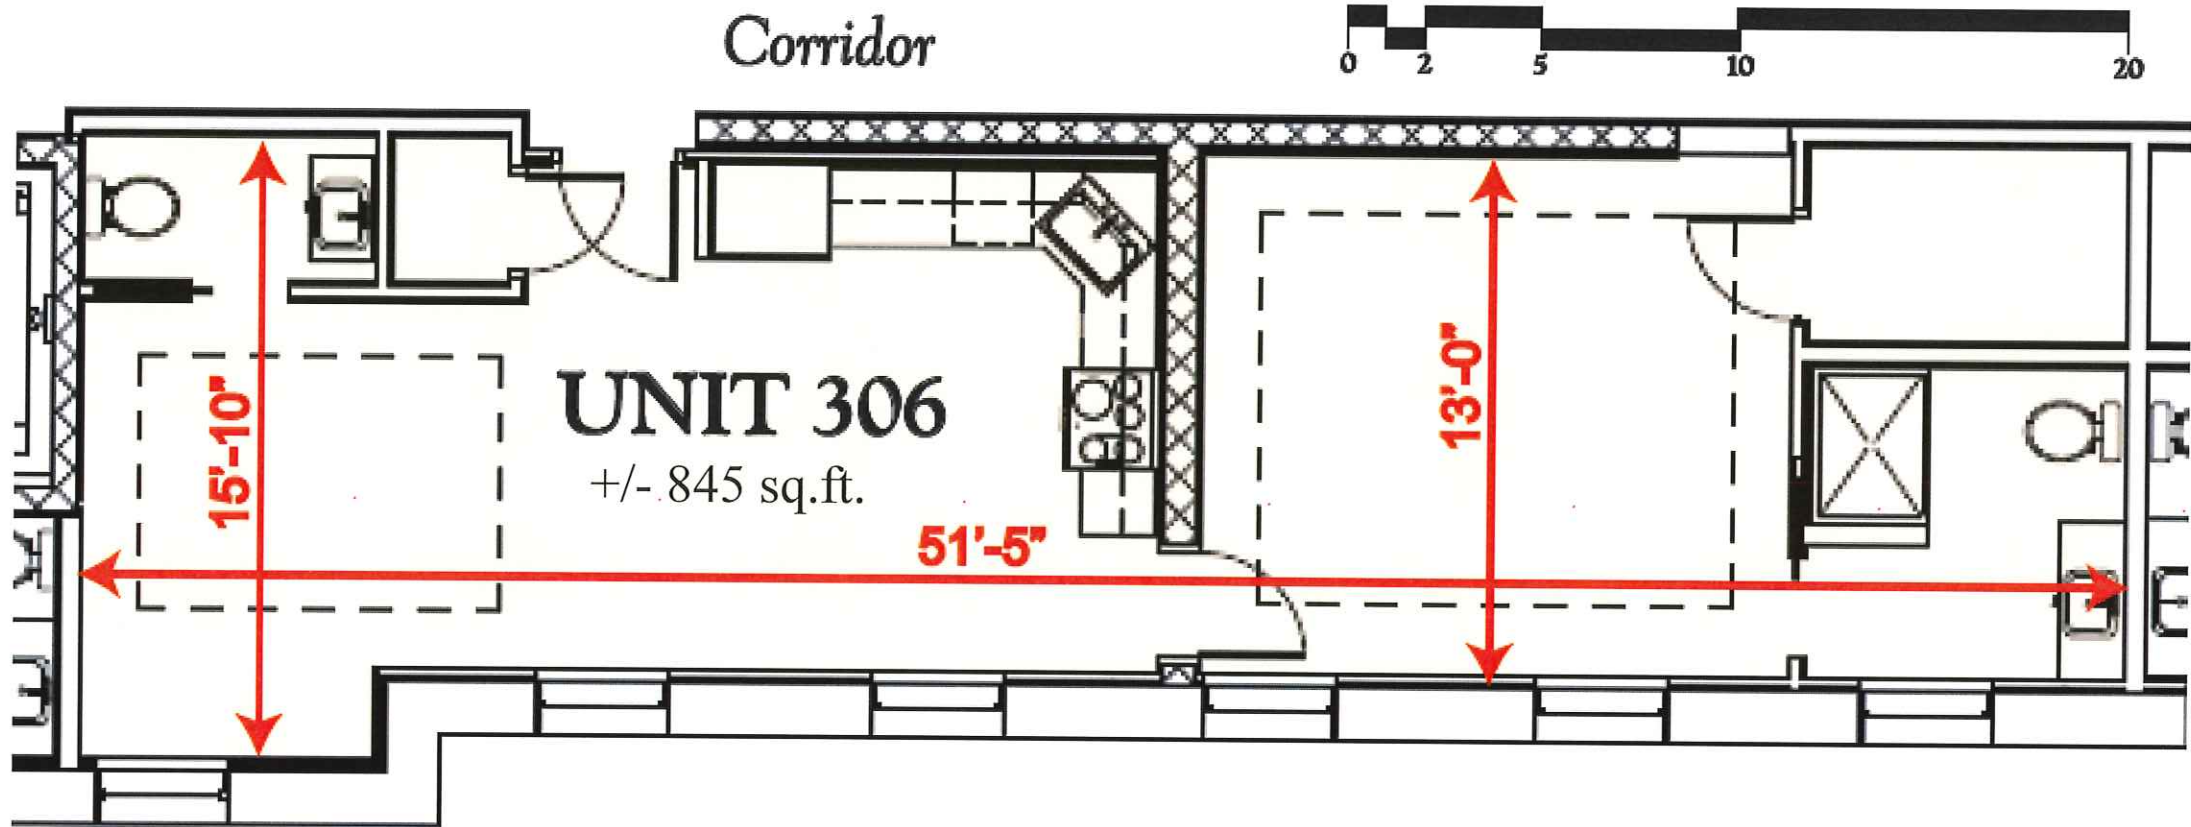 Corridor
0 2 5 10 20
UNIT 306
+/- 845 sq.ft.
15'-10"
13'-0"
51'-5"